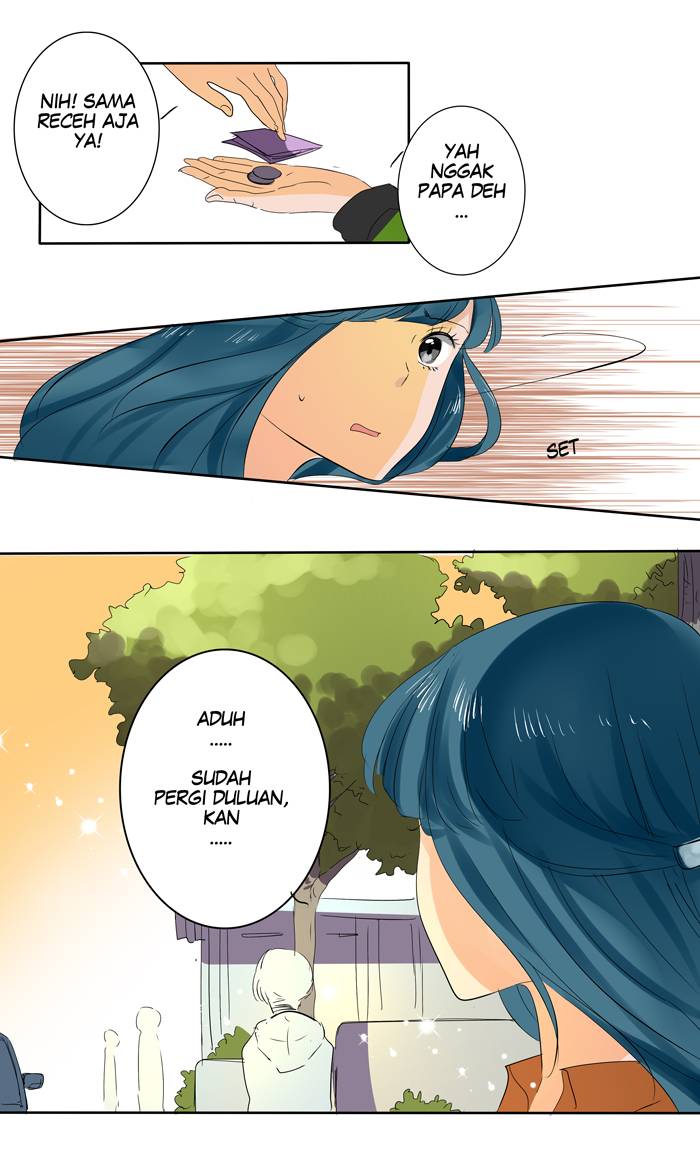 NIH! SAMA
RECEH AJA
YA!
YAH
NGGAK
PAPA DEH
...
SET
ADUH
.....
SUDAH
PERGI DULUAN,
KAN
.....